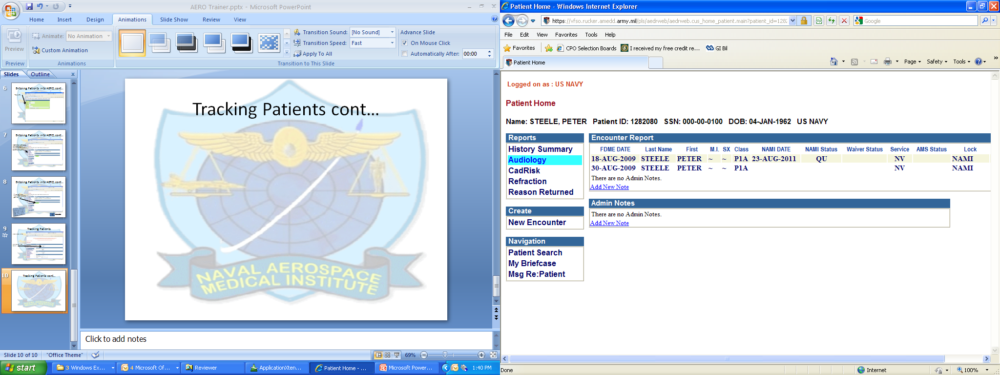 AERO Trainer.pptx - Microsoft PowerPoint
Home Insert Design Animations Slide Show Review View
Preview
Animate: No Animation
Custom Animation
Transition Sound: [No Sound]
Transition Speed: Fast
Apply To All
Advance Slide
On Mouse Click
Automatically After: 00:00
Preview Animations Transition to This Slide
Slides Outline
6
Entering Patients into AERO, cont...
7
Entering Patients into AERO, cont...
8
Entering Patients into AERO, cont...
9
Tracking Patients
10
Tracking Patients cont...
NAVAL AEROSPACE
MEDICAL INSTITUTE
Tracking Patients cont...
NAVAL AEROSPACE
MEDICAL INSTITUTE
Click to add notes
Slide 10 of 10 "Office Theme" 69%
start 3 Windows Ex... 4 Microsoft Of... Reviewer ApplicationXten... Patient Home - ... Microsoft Power... 1:40 PM
Patient Home - Windows Internet Explorer
https://vfso.rucker.amedd.army.mil/pls/aedrweb/aedrweb.cus_home_patient.main?patient_id=128
Google
File Edit View Favorites Tools Help
Favorites CPO Selection Boards I received my free credit re... GI Bil
Patient Home
Page Safety Tools
Logged on as : US NAVY
Patient Home
Name: STEELE, PETER Patient ID: 1282080 SSN: 000-00-0100 DOB: 04-JAN-1962 US NAVY
Reports
History Summary
Audiology
CadRisk
Refraction
Reason Returned
Create
New Encounter
Navigation
Patient Search
My Briefcase
Msg Re:Patient
Encounter Report
FDME DATE Last Name First M.I. SX Class NAMI DATE NAMI Status Waiver Status Service AMS Status Lock
18-AUG-2009 STEELE PETER ~ ~ P1A 23-AUG-2011 QU NV NAMI
30-AUG-2009 STEELE PETER ~ ~ P1A NV NAMI
There are no Admin Notes.
Add New Note
Admin Notes
There are no Admin Notes.
Add New Note
Done Internet 100%